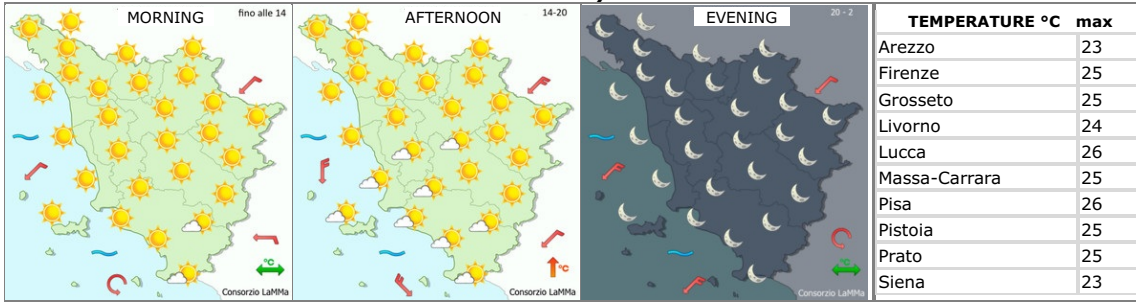 MORNING
fino alle 14
°C
Consorzio LaMMa
AFTERNOON
14-20
°C
Consorzio LaMMa
EVENING
20 - 2
°C
Consorzio LaMMa
TEMPERATURE °C max
Arezzo 23
Firenze 25
Grosseto 25
Livorno 24
Lucca 26
Massa-Carrara 25
Pisa 26
Pistoia 25
Prato 25
Siena 23